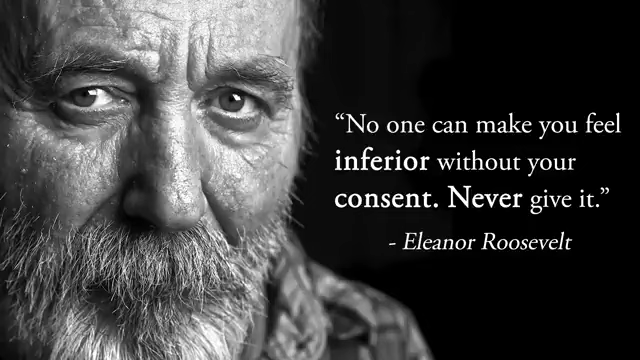 “No one can make you feel
inferior without your
consent. Never give it.”
- Eleanor Roosevelt